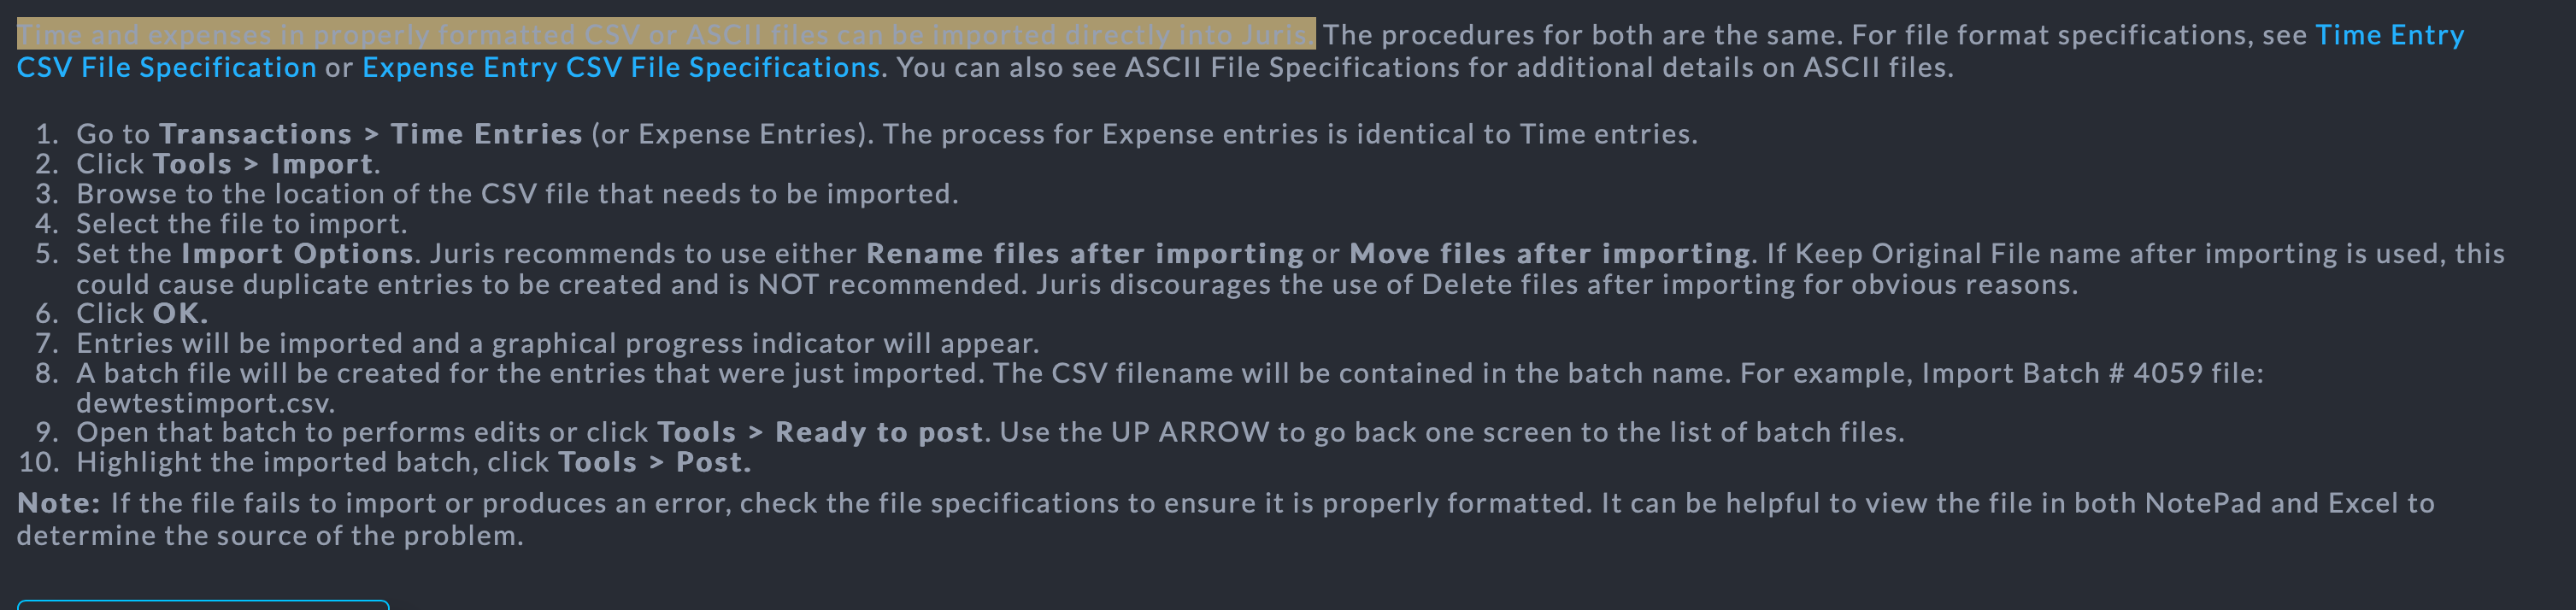 Time and expenses in properly formatted CSV or ASCII files can be imported directly into Juris. The procedures for both are the same. For file format specifications, see Time Entry
CSV File Specification or Expense Entry CSV File Specifications. You can also see ASCII File Specifications for additional details on ASCII files.
1. Go to Transactions > Time Entries (or Expense Entries). The process for Expense entries is identical to Time entries.
2. Click Tools > Import.
3. Browse to the location of the CSV file that needs to be imported.
4. Select the file to import.
5. Set the Import Options. Juris recommends to use either Rename files after importing or Move files after importing. If Keep Original File name after importing is used, this
could cause duplicate entries to be created and is NOT recommended. Juris discourages the use of Delete files after importing for obvious reasons.
6. Click OK.
7. Entries will be imported and a graphical progress indicator will appear.
8. A batch file will be created for the entries that were just imported. The CSV filename will be contained in the batch name. For example, Import Batch # 4059 file:
dewtestimport.csv.
9. Open that batch to performs edits or click Tools > Ready to post. Use the UP ARROW to go back one screen to the list of batch files.
10. Highlight the imported batch, click Tools > Post.
Note: If the file fails to import or produces an error, check the file specifications to ensure it is properly formatted. It can be helpful to view the file in both NotePad and Excel to
determine the source of the problem.